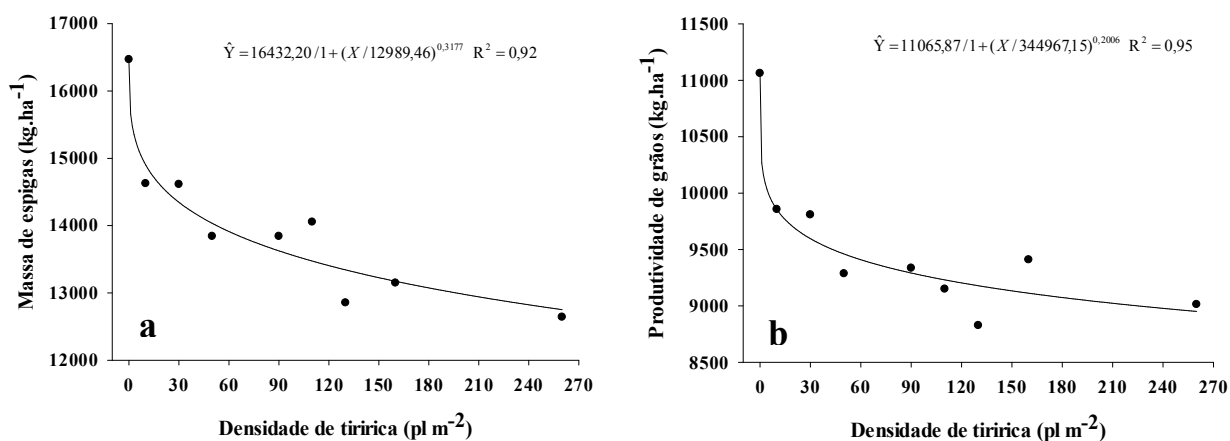 Ŷ = 16432,20 / 1 + (X / 12989,46)^0,3177 R² = 0,92
Massa de espigas (kg.ha⁻¹)
17000
16000
15000
14000
13000
12000
a
0 30 60 90 120 150 180 210 240 270
Densidade de tiririca (pl m⁻²)
Ŷ = 11065,87 / 1 + (X / 344967,15)^0,2006 R² = 0,95
Produtividade de grãos (kg.ha⁻¹)
11500
11000
10500
10000
9500
9000
8500
b
0 30 60 90 120 150 180 210 240 270
Densidade de tiririca (pl m⁻²)